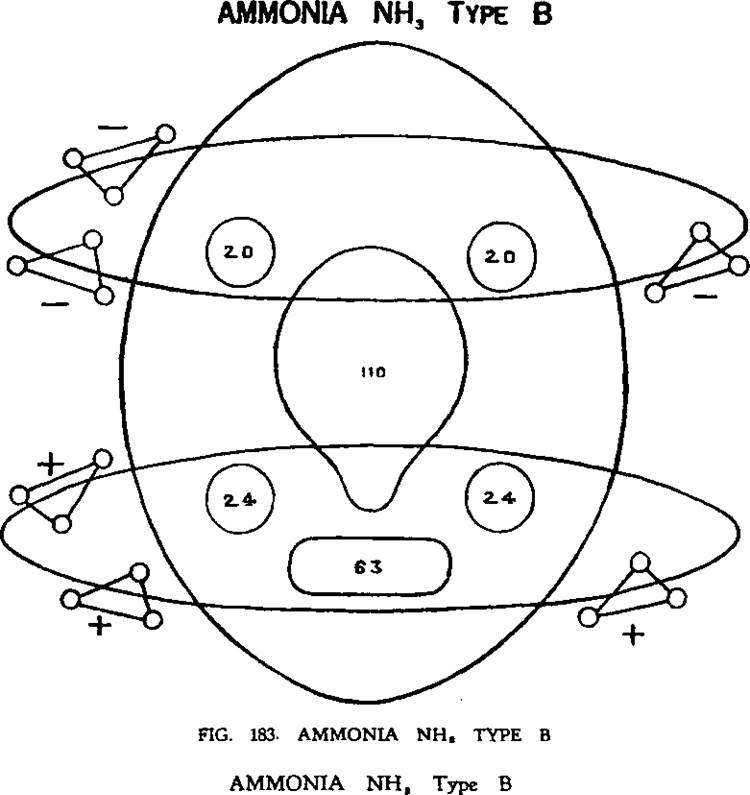 AMMONIA NH₃ TYPE B
−
20 20
− −
110
+
24 24
63
+ +
FIG. 183. AMMONIA NH₃ TYPE B
AMMONIA NH₃ Type B